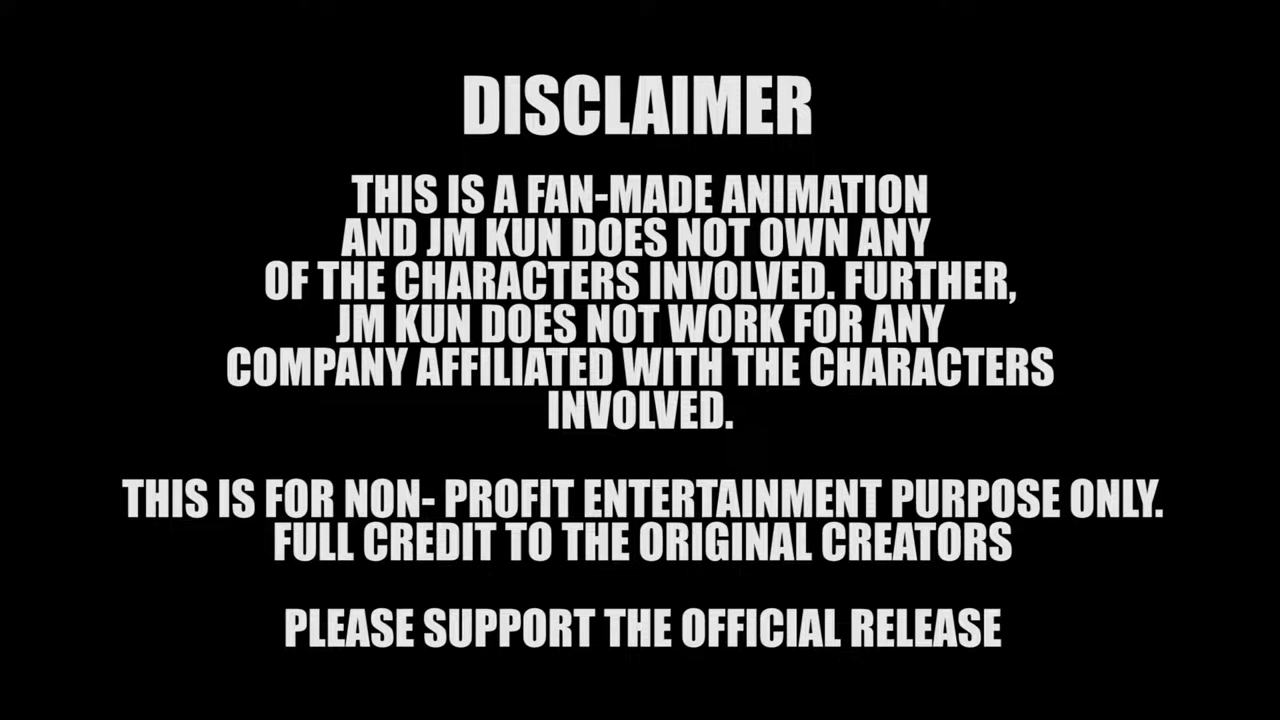 DISCLAIMER
THIS IS A FAN-MADE ANIMATION
AND JM KUN DOES NOT OWN ANY
OF THE CHARACTERS INVOLVED. FURTHER,
JM KUN DOES NOT WORK FOR ANY
COMPANY AFFILIATED WITH THE CHARACTERS
INVOLVED.
THIS IS FOR NON- PROFIT ENTERTAINMENT PURPOSE ONLY.
FULL CREDIT TO THE ORIGINAL CREATORS
PLEASE SUPPORT THE OFFICIAL RELEASE